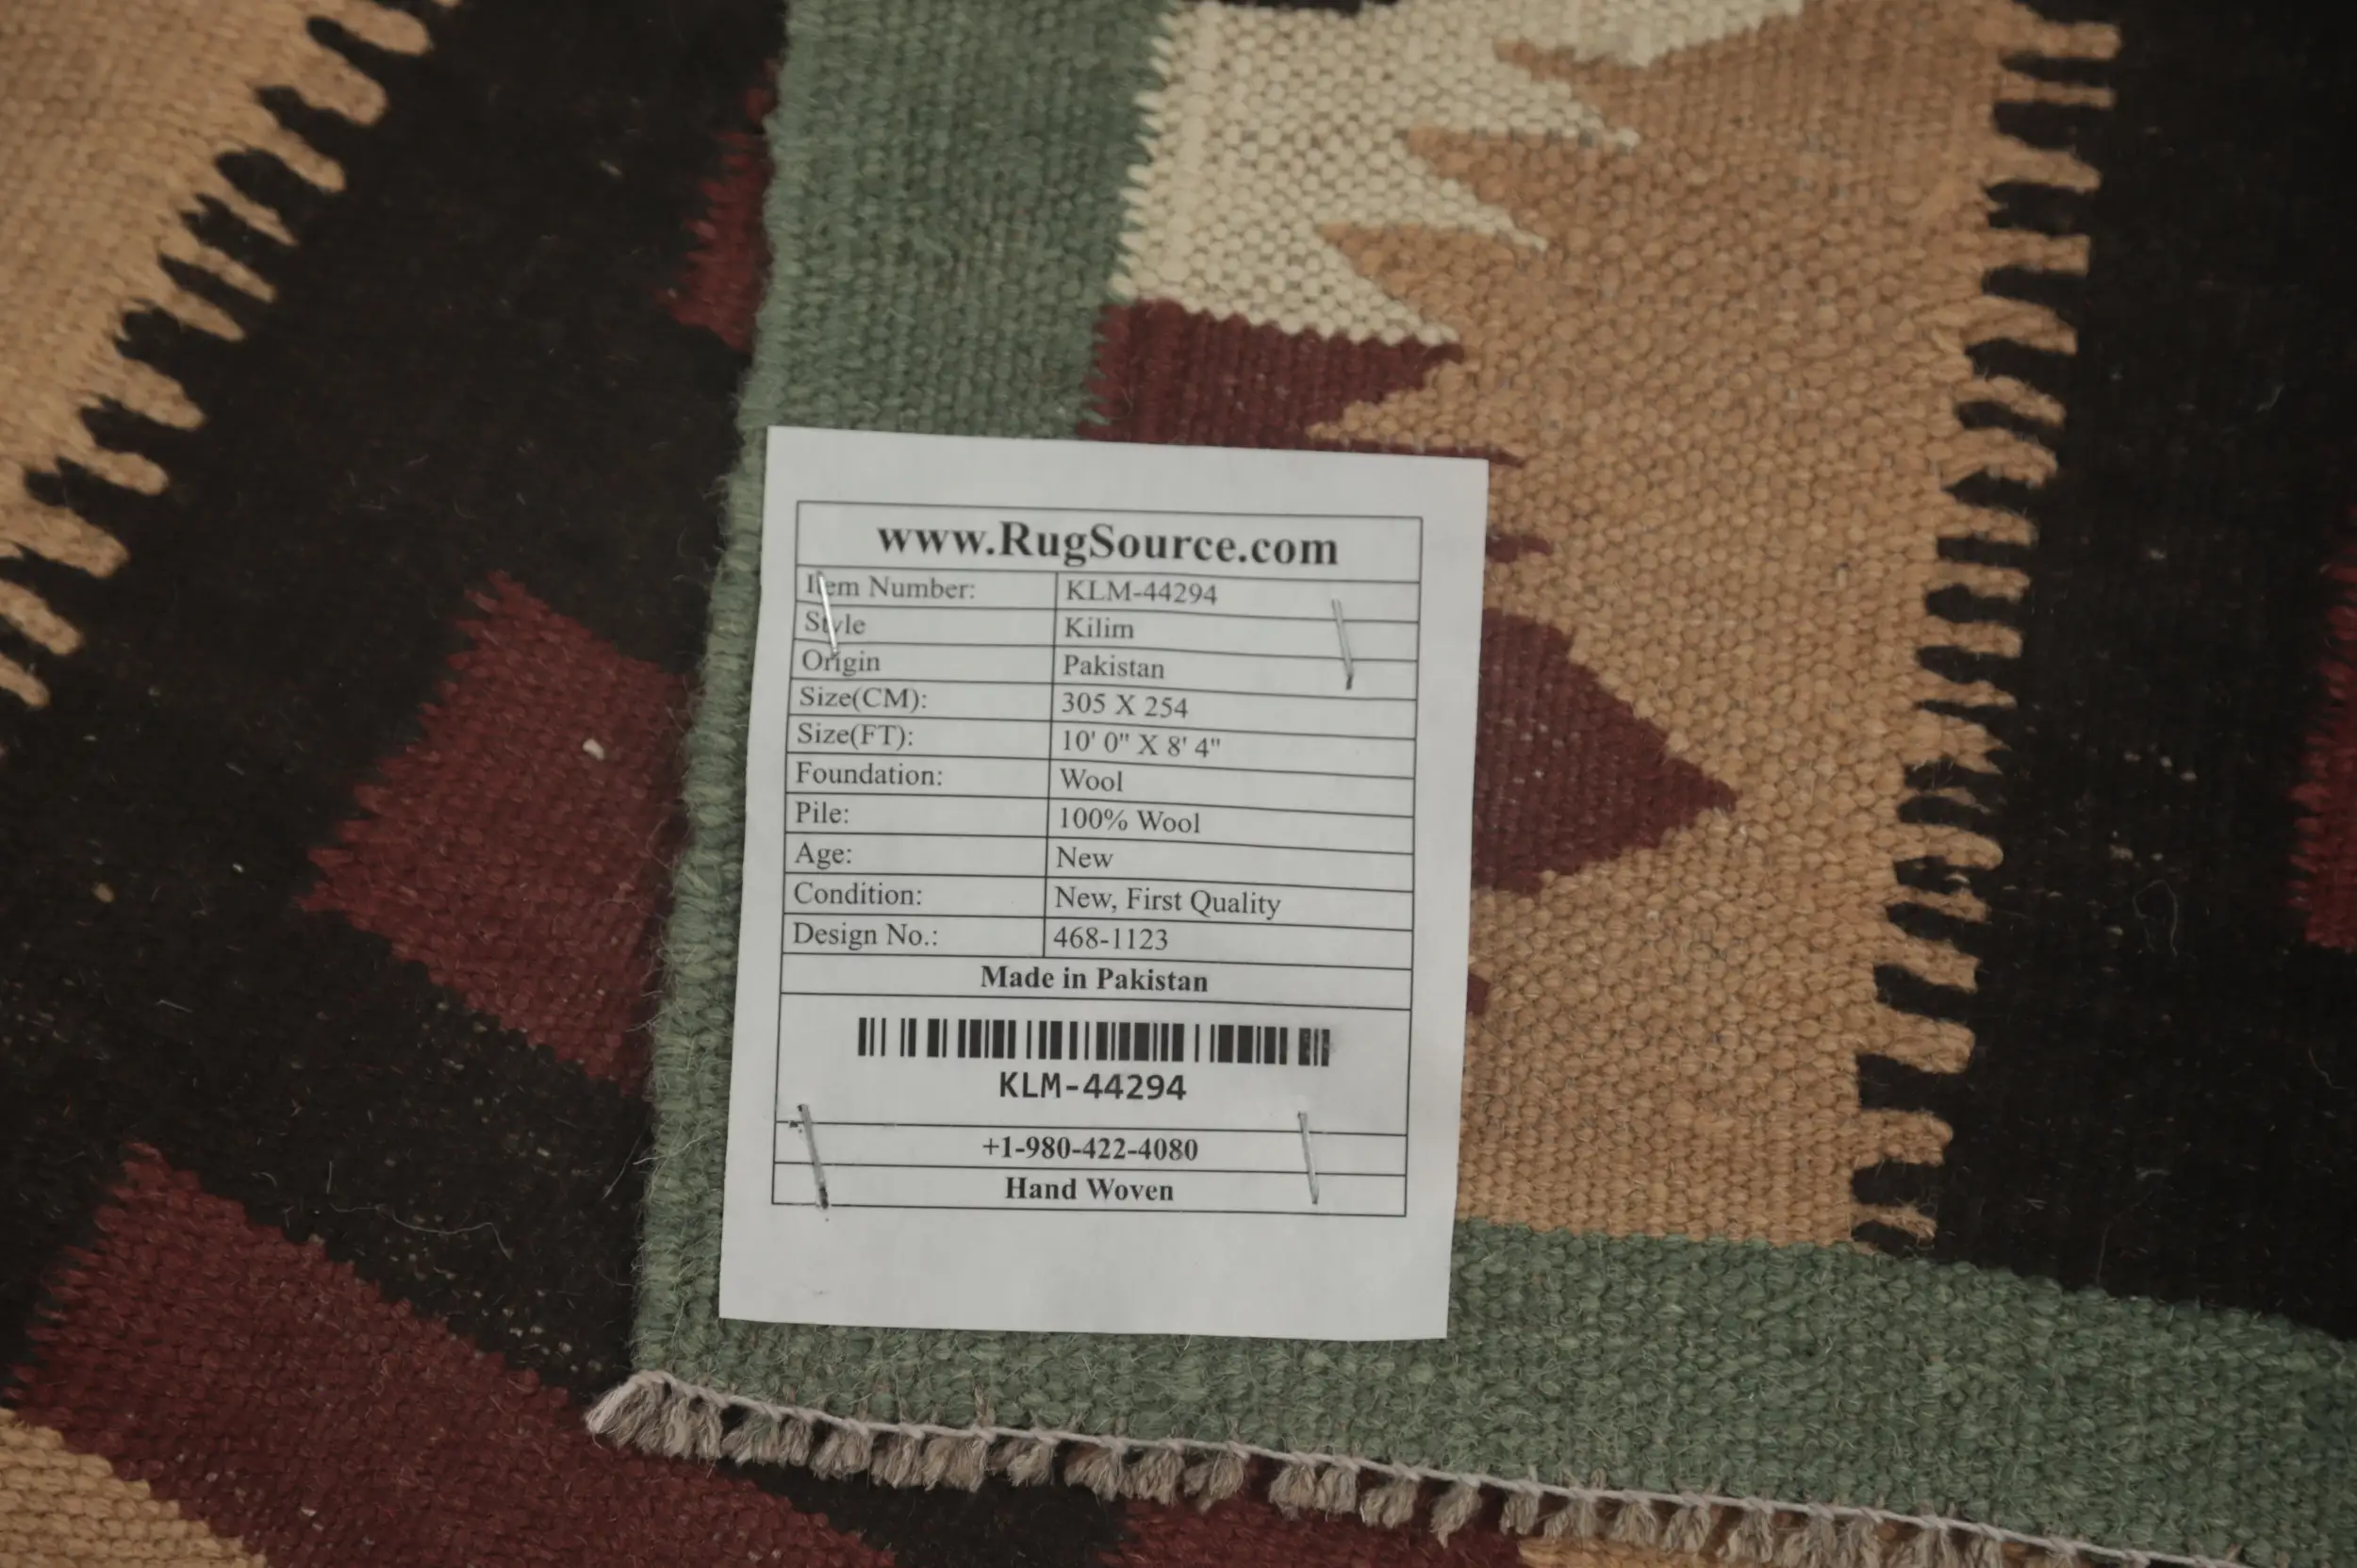 www.RugSource.com
Item Number: KLM-44294
Style Kilim
Origin Pakistan
Size(CM): 305 X 254
Size(FT): 10' 0" X 8' 4"
Foundation: Wool
Pile: 100% Wool
Age: New
Condition: New, First Quality
Design No.: 468-1123
Made in Pakistan
KLM-44294
+1-980-422-4080
Hand Woven